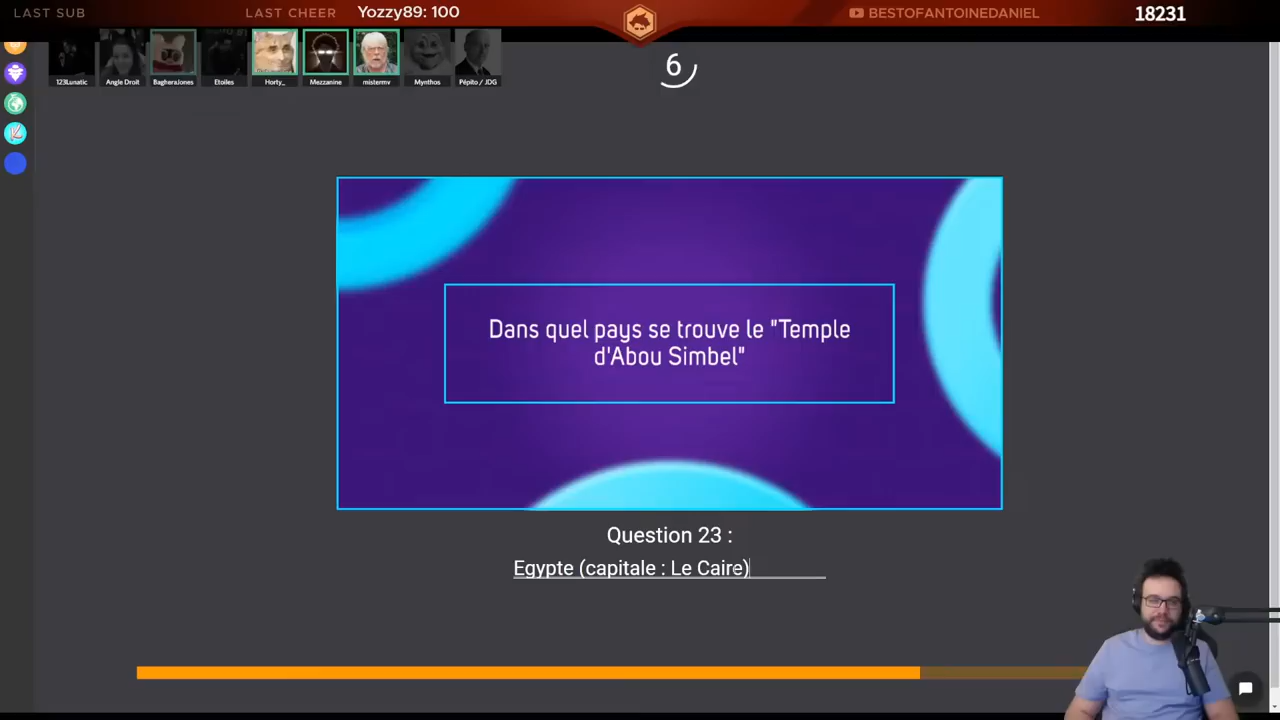 LAST SUB
LAST CHEER
Yozzy89: 100
BESTOFANTOINEDANIEL
18231
123Lunatic
Angle Droit
BagheraJones
Etoiles
Horty_
Mezzanine
mistermv
Mynthos
Pépito / JDG
6
Dans quel pays se trouve le "Temple
d'Abou Simbel"
Question 23 :
Egypte (capitale : Le Caire)